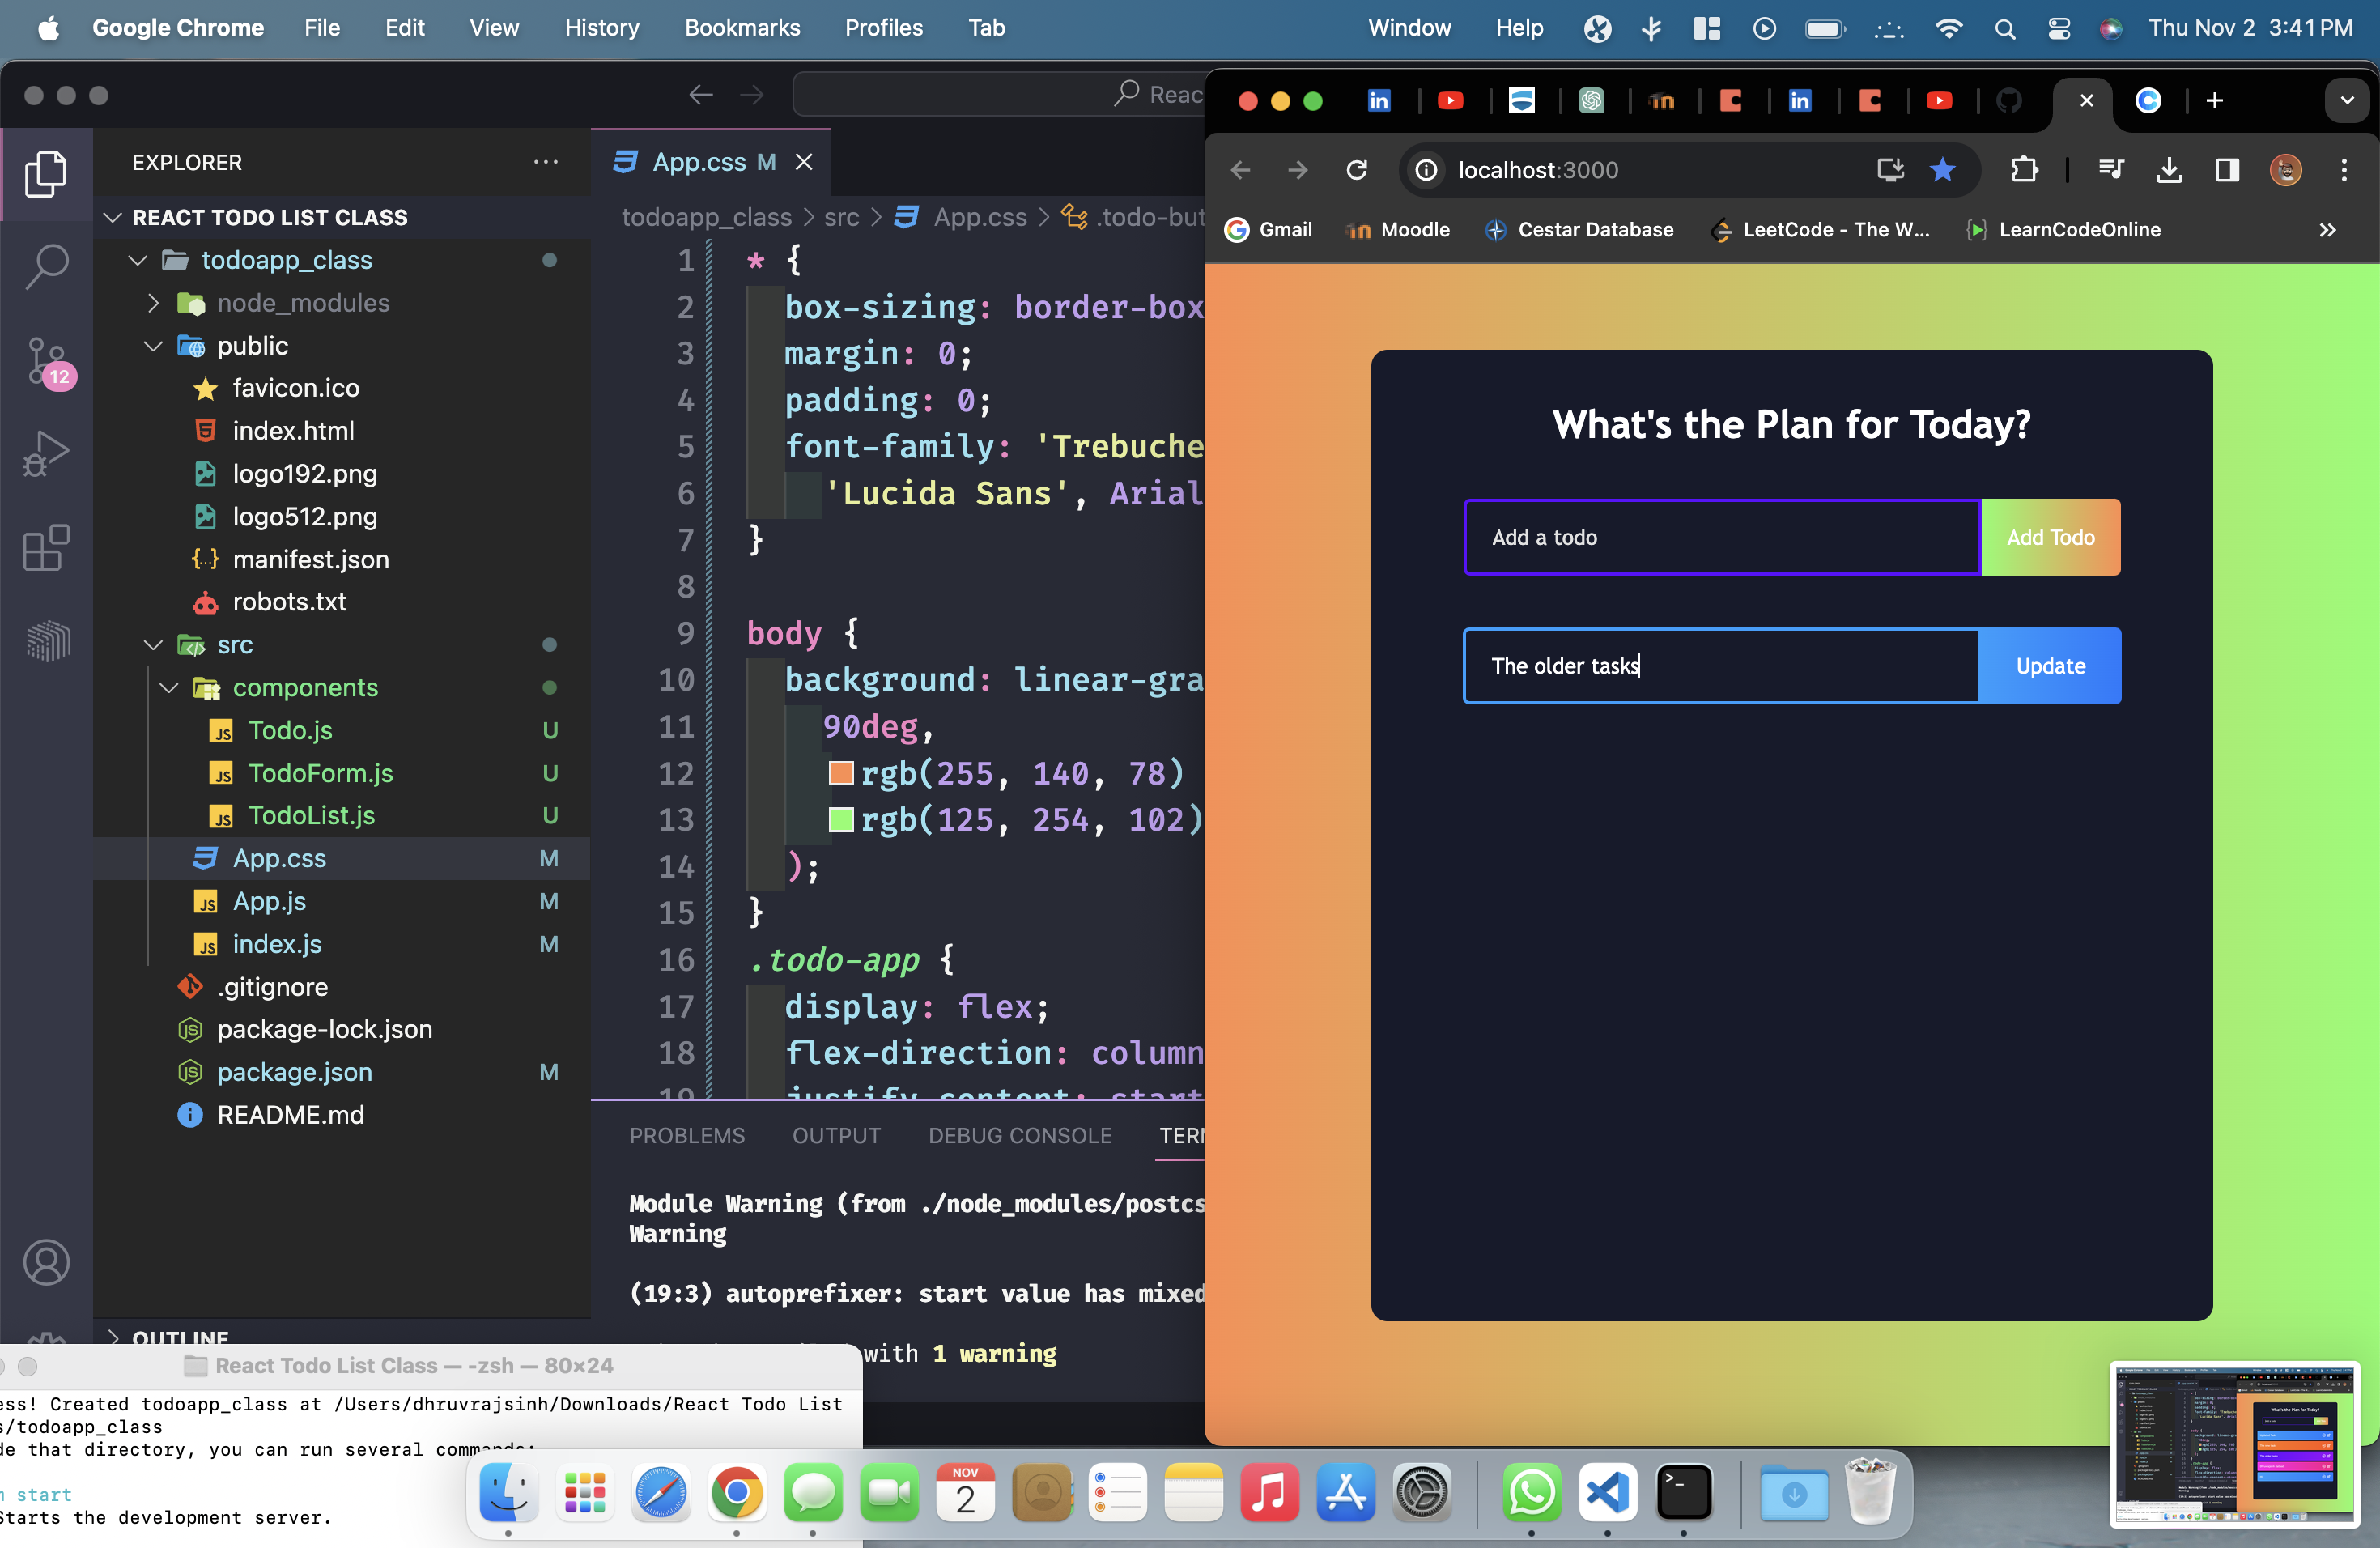 Google Chrome File Edit View History Bookmarks Profiles Tab Window Help Thu Nov 2 3:41 PM
Reac
EXPLORER
REACT TODO LIST CLASS
todoapp_class
node_modules
public
favicon.ico
index.html
logo192.png
logo512.png
manifest.json
robots.txt
src
components
Todo.js U
TodoForm.js U
TodoList.js U
App.css M
App.js M
index.js M
.gitignore
package-lock.json
package.json M
README.md
OUTLINE
12
App.css M
todoapp_class > src > App.css > .todo-but
1 * {
2 box-sizing: border-box
3 margin: 0;
4 padding: 0;
5 font-family: 'Trebuche
6 'Lucida Sans', Arial
7 }
8
9 body {
10 background: linear-gra
11 90deg,
12 rgb(255, 140, 78)
13 rgb(125, 254, 102)
14 );
15 }
16 .todo-app {
17 display: flex;
18 flex-direction: column
19 justify-content: start
PROBLEMS OUTPUT DEBUG CONSOLE TERM
Module Warning (from ./node_modules/postcs
Warning
(19:3) autoprefixer: start value has mixed
with 1 warning
localhost:3000
Gmail Moodle Cestar Database LeetCode - The W... LearnCodeOnline
What's the Plan for Today?
Add a todo Add Todo
The older tasks Update
React Todo List Class — -zsh — 80×24
ess! Created todoapp_class at /Users/dhruvrajsinh/Downloads/React Todo List
s/todoapp_class
de that directory, you can run several commands:
m start
Starts the development server.
NOV
2